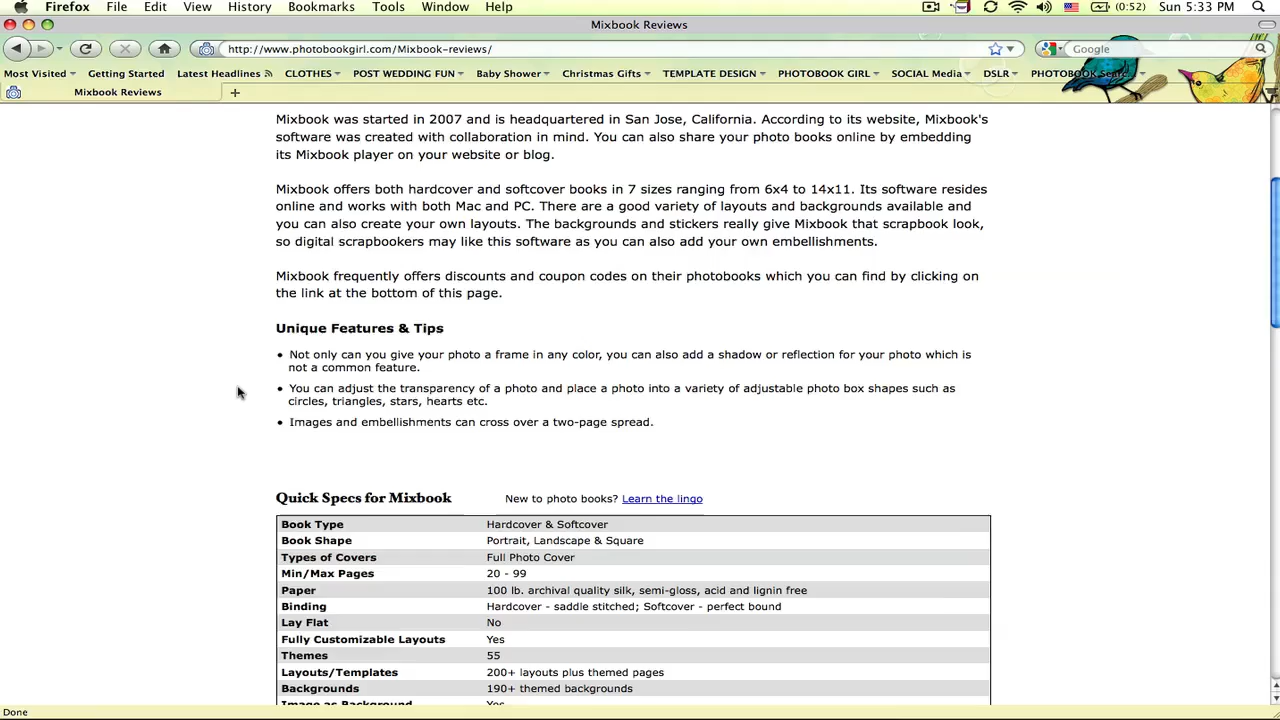 Firefox File Edit View History Bookmarks Tools Window Help (0:52) Sun 5:33 PM
Mixbook Reviews
http://www.photobookgirl.com/Mixbook-reviews/ Google
Most Visited Getting Started Latest Headlines CLOTHES POST WEDDING FUN Baby Shower Christmas Gifts TEMPLATE DESIGN PHOTOBOOK GIRL SOCIAL Media DSLR PHOTOBOOK
Mixbook Reviews
Mixbook was started in 2007 and is headquartered in San Jose, California. According to its website, Mixbook's
software was created with collaboration in mind. You can also share your photo books online by embedding
its Mixbook player on your website or blog.
Mixbook offers both hardcover and softcover books in 7 sizes ranging from 6x4 to 14x11. Its software resides
online and works with both Mac and PC. There are a good variety of layouts and backgrounds available and
you can also create your own layouts. The backgrounds and stickers really give Mixbook that scrapbook look,
so digital scrapbookers may like this software as you can also add your own embellishments.
Mixbook frequently offers discounts and coupon codes on their photobooks which you can find by clicking on
the link at the bottom of this page.
Unique Features & Tips
• Not only can you give your photo a frame in any color, you can also add a shadow or reflection for your photo which is
not a common feature.
• You can adjust the transparency of a photo and place a photo into a variety of adjustable photo box shapes such as
circles, triangles, stars, hearts etc.
• Images and embellishments can cross over a two-page spread.
Quick Specs for Mixbook New to photo books? Learn the lingo
Book Type Hardcover & Softcover
Book Shape Portrait, Landscape & Square
Types of Covers Full Photo Cover
Min/Max Pages 20 - 99
Paper 100 lb. archival quality silk, semi-gloss, acid and lignin free
Binding Hardcover - saddle stitched; Softcover - perfect bound
Lay Flat No
Fully Customizable Layouts Yes
Themes 55
Layouts/Templates 200+ layouts plus themed pages
Backgrounds 190+ themed backgrounds
Image as Background Yes
Done